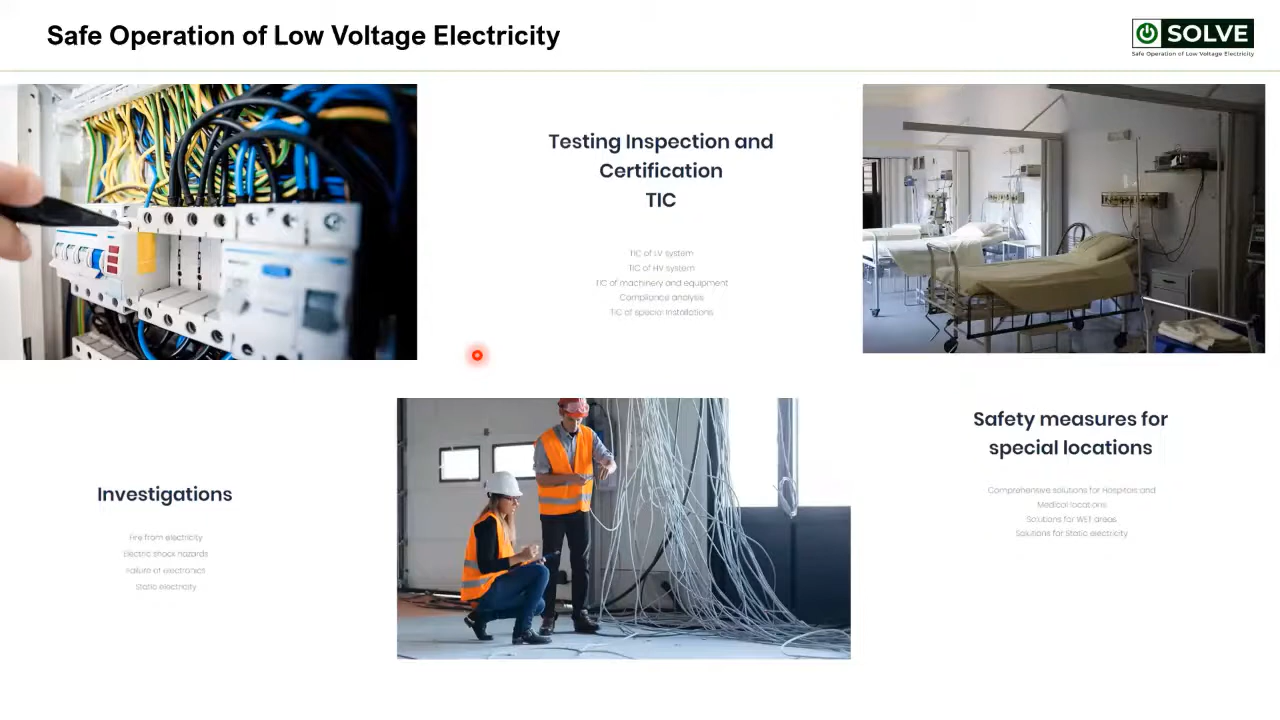 Safe Operation of Low Voltage Electricity
SOLVE
Safe Operation of Low Voltage Electricity
Testing Inspection and
Certification
TIC
TIC of LV system
TIC of HV system
TIC of machinery and equipment
Compliance analysis
TIC of special installations
Investigations
Fire from electricity
Electric shock hazards
Failure of electronics
Static electricity
Safety measures for
special locations
Comprehensive solutions for Hospitals and
Medical locations
Solutions for WET areas
Solutions for Static electricity